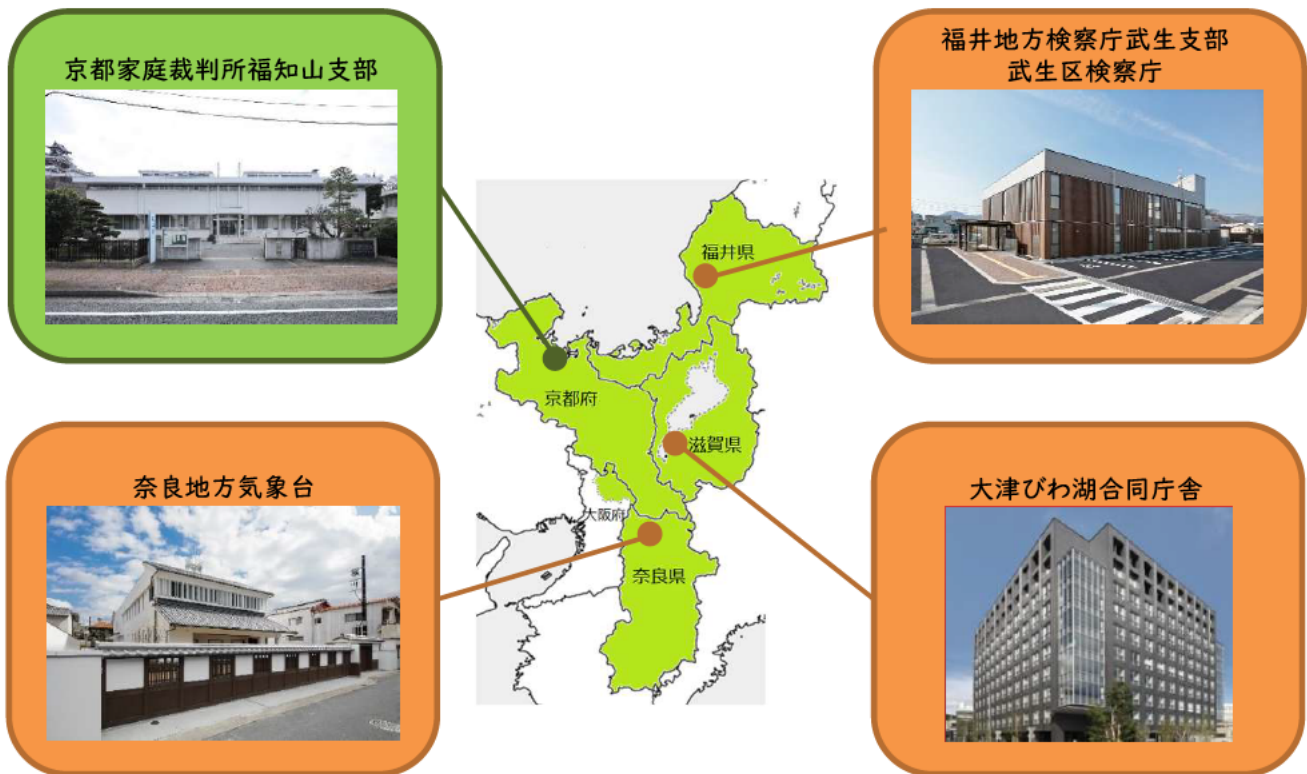 京都家庭裁判所福知山支部
福井地方検察庁武生支部
武生区検察庁
福井県
京都府
滋賀県
大阪府
奈良県
奈良地方気象台
大津びわ湖合同庁舎